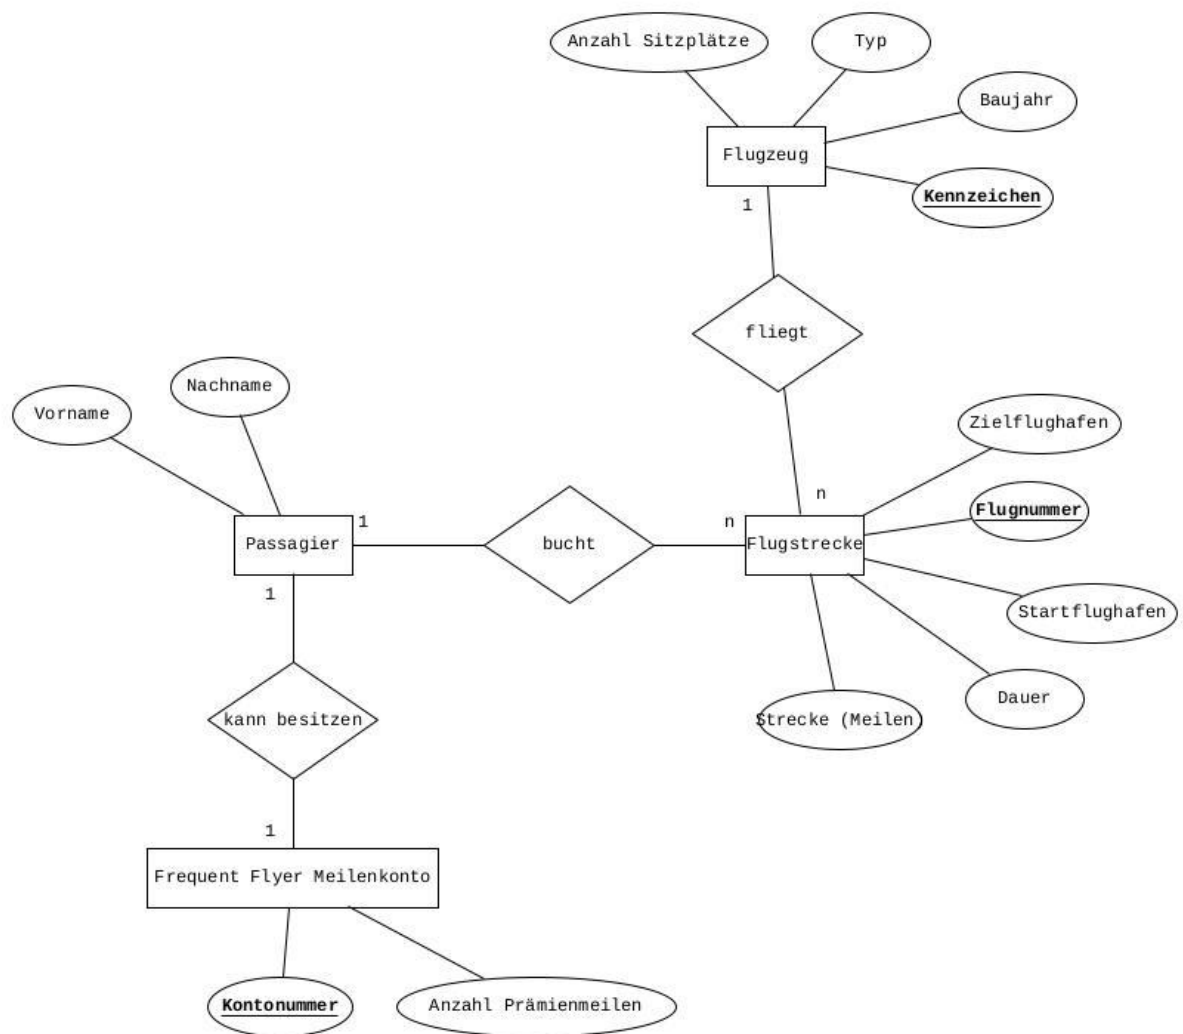 Anzahl Sitzplätze
Typ
Baujahr
Flugzeug
Kennzeichen
1
fliegt
Nachname
Vorname
Zielflughafen
n
Flugnummer
1
n
Passagier
bucht
Flugstrecke
1
Startflughafen
Dauer
kann besitzen
Strecke (Meilen
1
Frequent Flyer Meilenkonto
Kontonummer
Anzahl Prämienmeilen